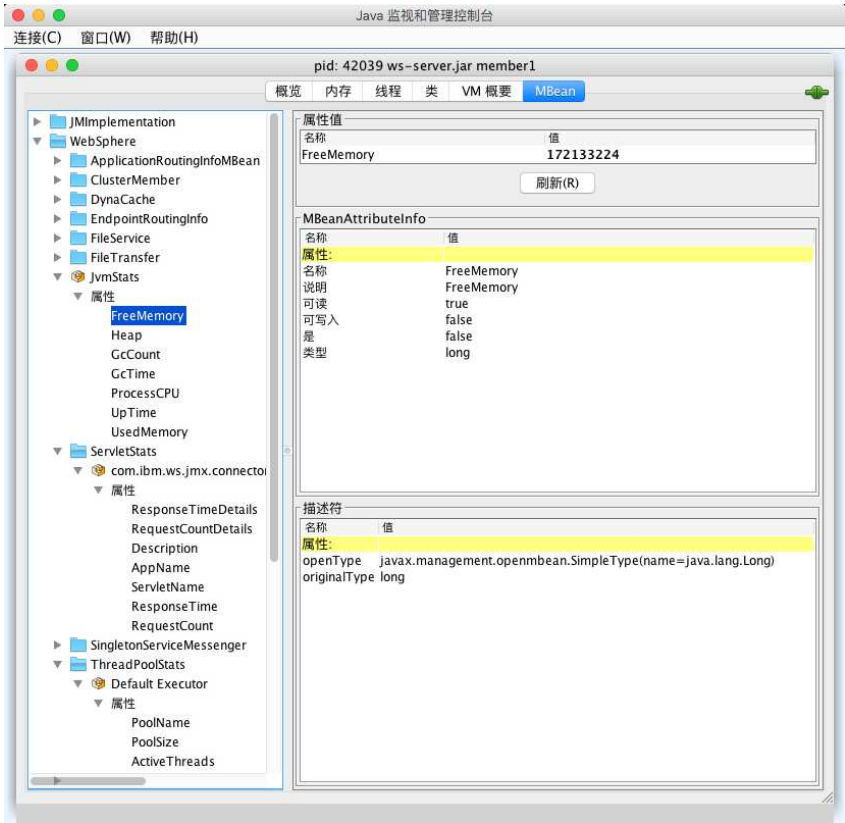 Java 监视和管理控制台
连接(C) 窗口(W) 帮助(H)
pid: 42039 ws-server.jar member1
概览 内存 线程 类 VM 概要 MBean
JMImplementation
WebSphere
ApplicationRoutingInfoMBean
ClusterMember
DynaCache
EndpointRoutingInfo
FileService
FileTransfer
JvmStats
属性
FreeMemory
Heap
GcCount
GcTime
ProcessCPU
UpTime
UsedMemory
ServletStats
com.ibm.ws.jmx.connector
属性
ResponseTimeDetails
RequestCountDetails
Description
AppName
ServletName
ResponseTime
RequestCount
SingletonServiceMessenger
ThreadPoolStats
Default Executor
属性
PoolName
PoolSize
ActiveThreads
属性值
名称 值
FreeMemory 172133224
刷新(R)
MBeanAttributeInfo
名称 值
属性:
名称 FreeMemory
说明 FreeMemory
可读 true
可写入 false
是 false
类型 long
描述符
名称 值
属性:
openType javax.management.openmbean.SimpleType(name=java.lang.Long)
originalType long